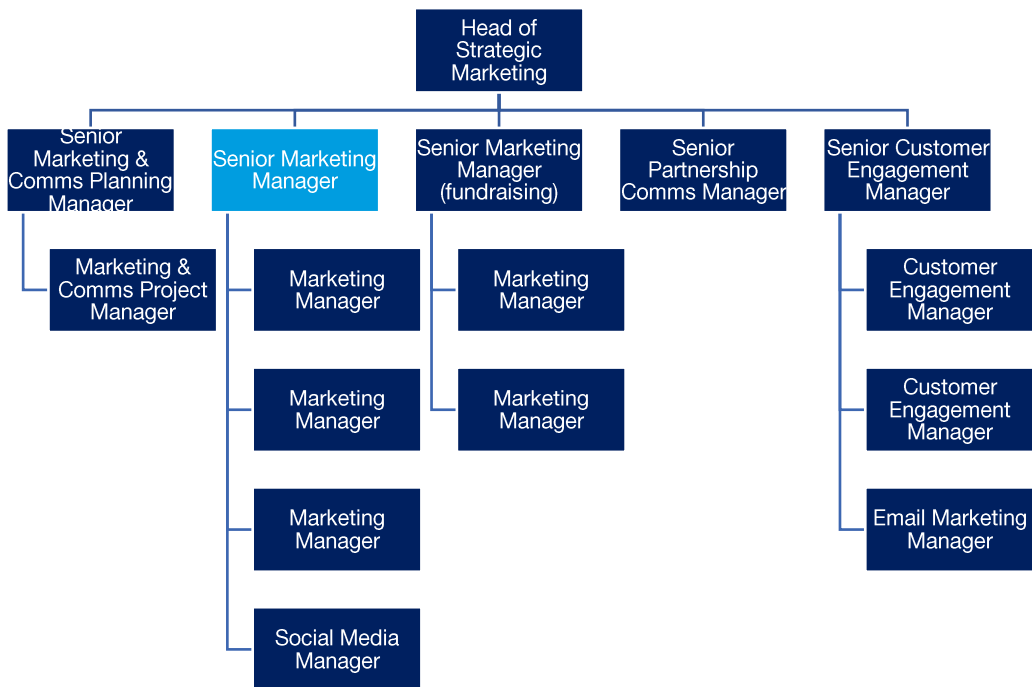 Head of
Strategic
Marketing
Senior
Marketing &
Comms Planning
Manager
Senior Marketing
Manager
Senior Marketing
Manager
(fundraising)
Senior
Partnership
Comms Manager
Senior Customer
Engagement
Manager
Marketing &
Comms Project
Manager
Marketing
Manager
Marketing
Manager
Customer
Engagement
Manager
Marketing
Manager
Marketing
Manager
Customer
Engagement
Manager
Marketing
Manager
Email Marketing
Manager
Social Media
Manager